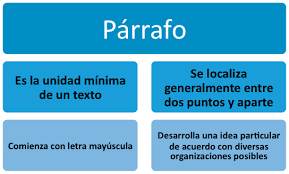 Párrafo
Es la unidad mínima
de un texto
Se localiza
generalmente entre
dos puntos y aparte
Comienza con letra mayúscula
Desarrolla una idea particular
de acuerdo con diversas
organizaciones posibles